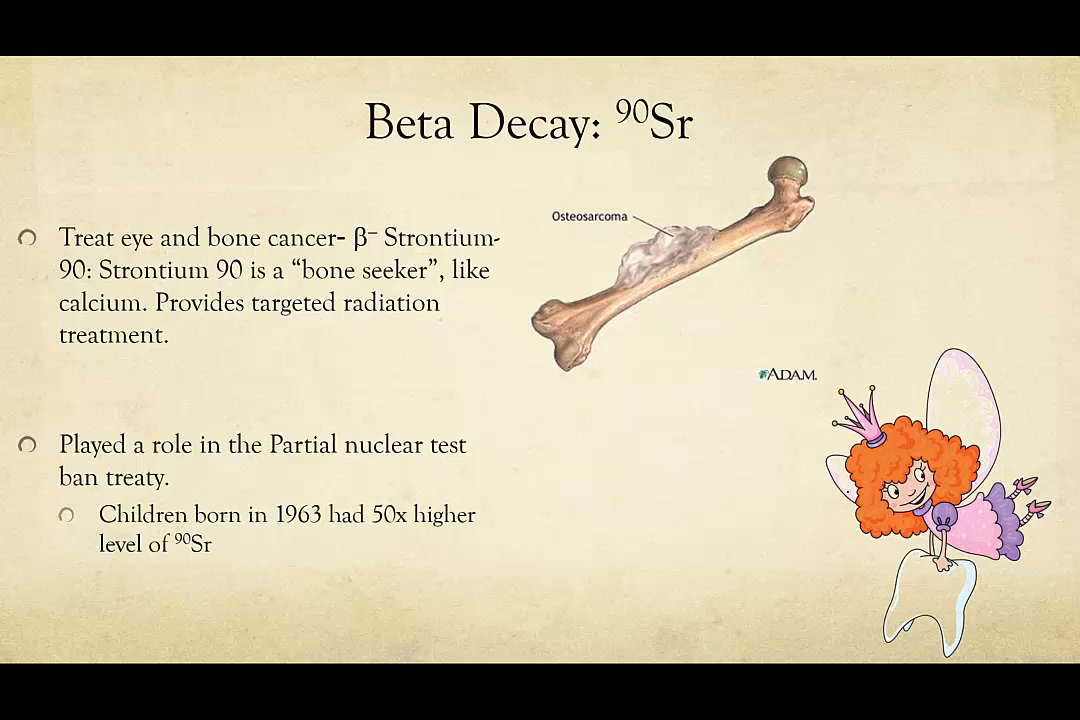 Beta Decay: ⁹⁰Sr
Treat eye and bone cancer- β⁻ Strontium-
90: Strontium 90 is a “bone seeker”, like
calcium. Provides targeted radiation
treatment.
Osteosarcoma
ADAM.
Played a role in the Partial nuclear test
ban treaty.
Children born in 1963 had 50x higher
level of ⁹⁰Sr